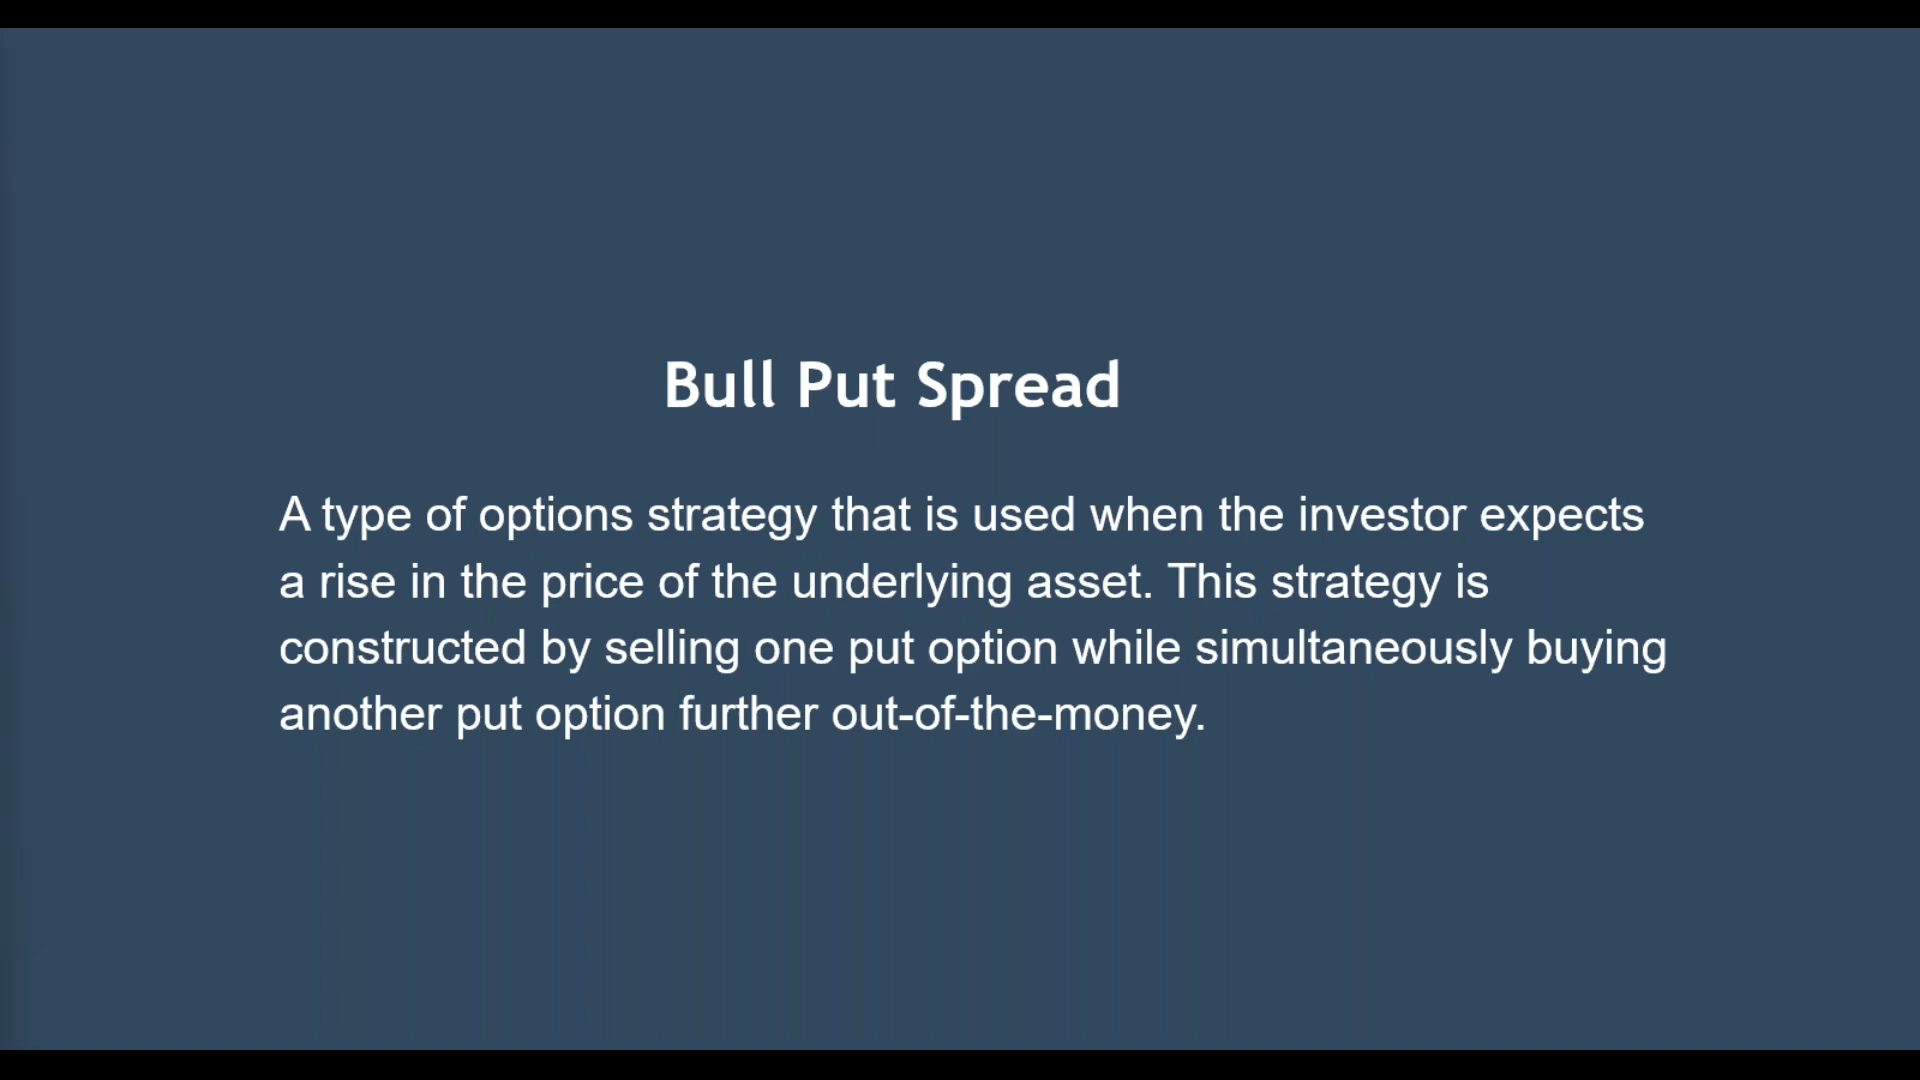 Bull Put Spread
A type of options strategy that is used when the investor expects
a rise in the price of the underlying asset. This strategy is
constructed by selling one put option while simultaneously buying
another put option further out-of-the-money.